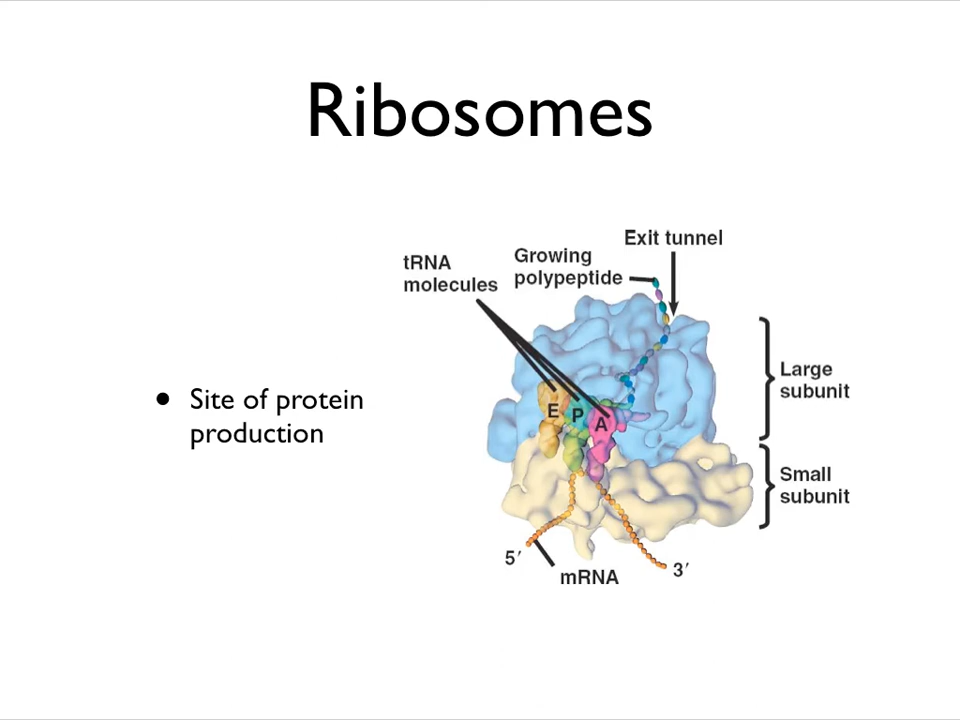 Ribosomes
Exit tunnel
tRNA
molecules
Growing
polypeptide
Large
subunit
• Site of protein
production
E P A
Small
subunit
5′
mRNA
3′